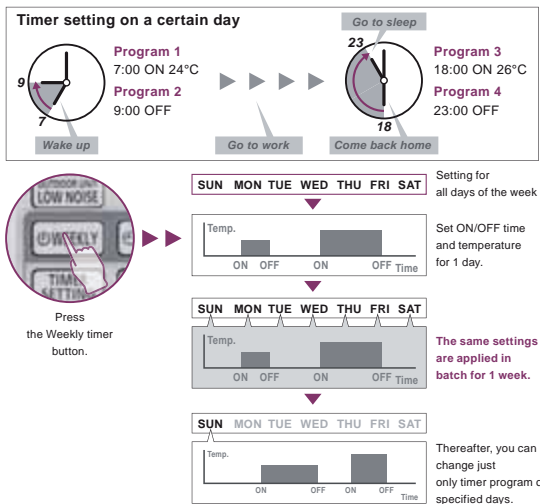 Timer setting on a certain day
Go to sleep
Program 1
7:00 ON 24°C
Program 2
9:00 OFF
9
7
Wake up
Go to work
23
18
Come back home
Program 3
18:00 ON 26°C
Program 4
23:00 OFF
LOW NOISE
WEEKLY
SETTING
Press
the Weekly timer
button.
SUN MON TUE WED THU FRI SAT
Setting for
all days of the week
Temp.
ON OFF ON OFF Time
Set ON/OFF time
and temperature
for 1 day.
SUN MON TUE WED THU FRI SAT
Temp.
ON OFF ON OFF Time
The same settings
are applied in
batch for 1 week.
SUN MON TUE WED THU FRI SAT
Temp.
ON OFF ON OFF Time
Thereafter, you can
change just
only timer program
specified days.